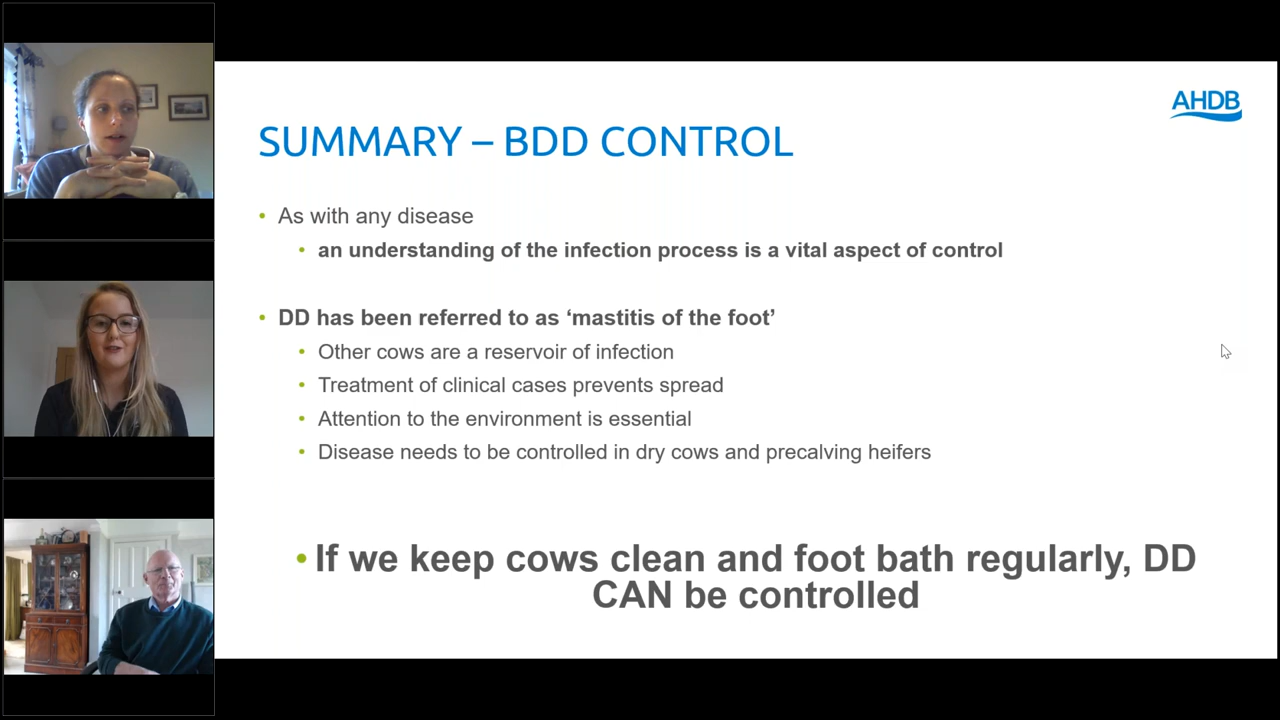 AHDB
SUMMARY – BDD CONTROL
• As with any disease
• an understanding of the infection process is a vital aspect of control
• DD has been referred to as ‘mastitis of the foot’
• Other cows are a reservoir of infection
• Treatment of clinical cases prevents spread
• Attention to the environment is essential
• Disease needs to be controlled in dry cows and precalving heifers
• If we keep cows clean and foot bath regularly, DD
CAN be controlled